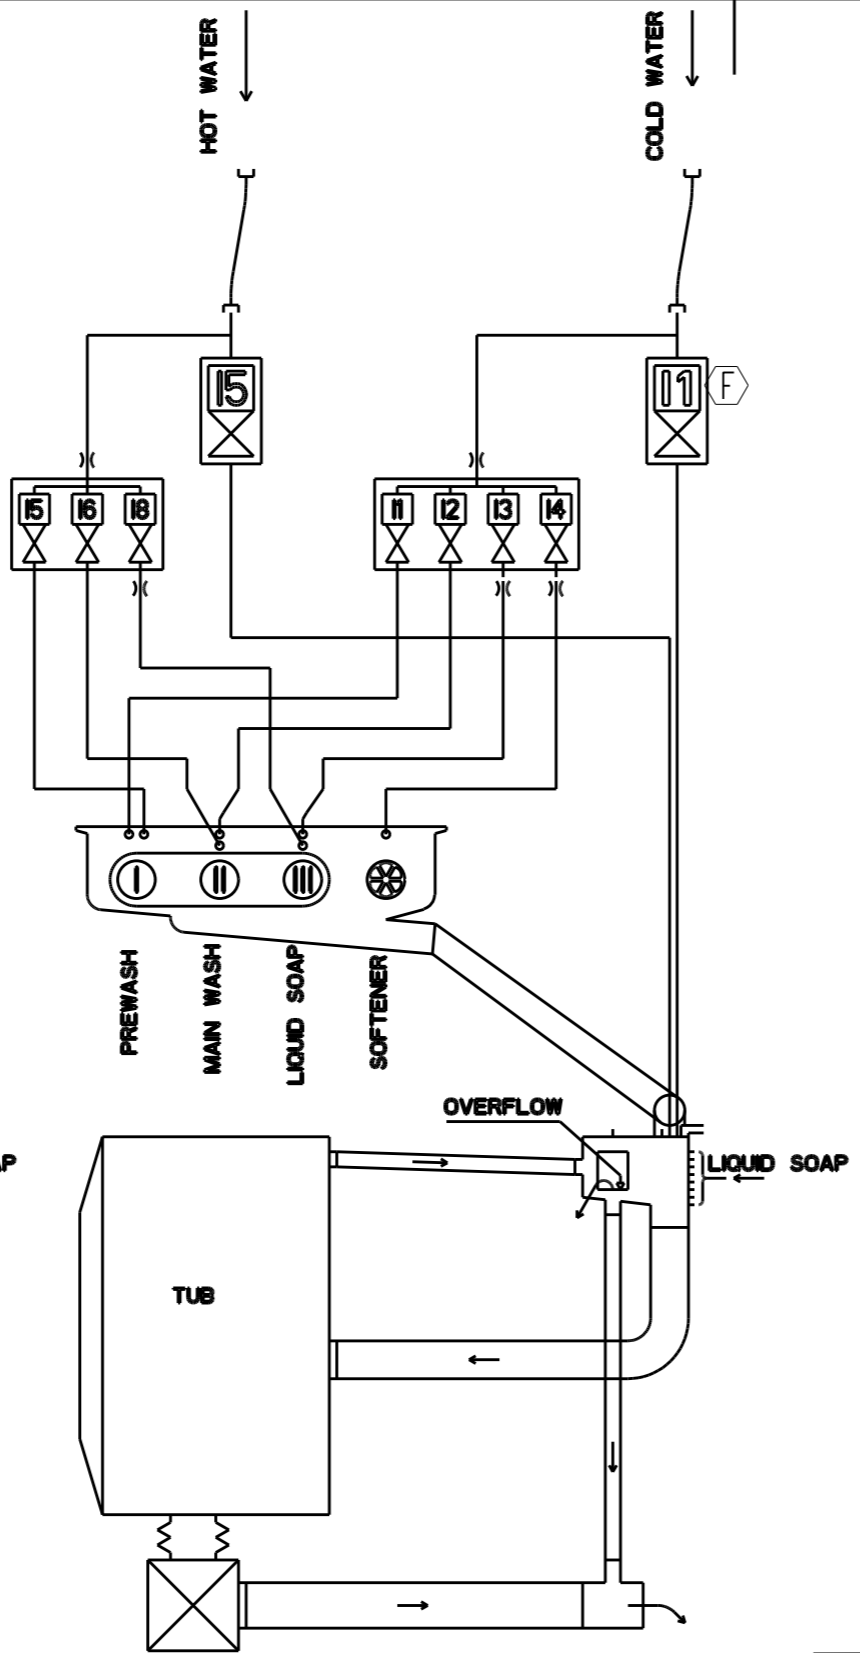 HOT WATER
COLD WATER
I5
I1
F
I5 I6 I8
I1 I2 I3 I4
I II III
PREWASH
MAIN WASH
LIQUID SOAP
SOFTENER
OVERFLOW
AP
LIQUID SOAP
TUB